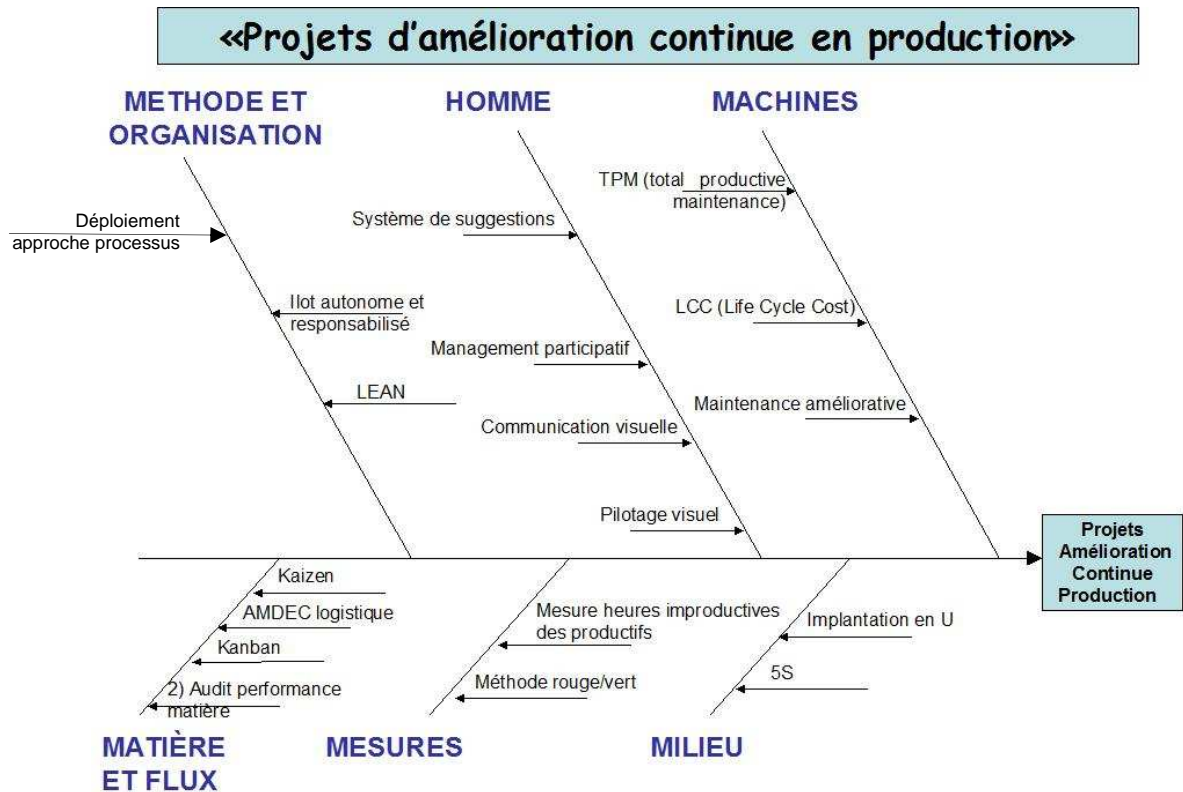 «Projets d'amélioration continue en production»
METHODE ET
ORGANISATION
HOMME
MACHINES
Déploiement
approche processus
Ilot autonome et
responsabilisé
LEAN
Système de suggestions
Management participatif
Communication visuelle
Pilotage visuel
TPM (total productive
maintenance)
LCC (Life Cycle Cost)
Maintenance améliorative
Projets
Amélioration
Continue
Production
Kaizen
AMDEC logistique
Kanban
2) Audit performance
matière
Mesure heures improductives
des productifs
Méthode rouge/vert
Implantation en U
5S
MATIÈRE
ET FLUX
MESURES
MILIEU